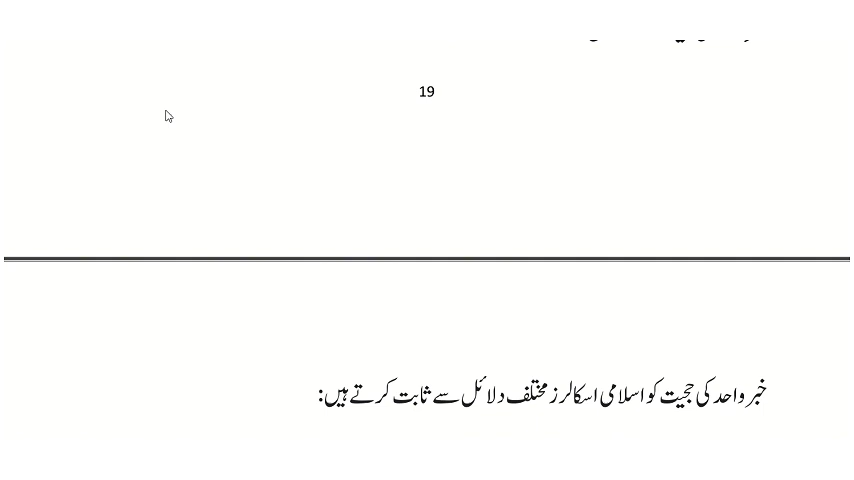 19
خبر واحد کی حجیت کو اسلامی اسکالرز مختلف دلائل سے ثابت کرتے ہیں: